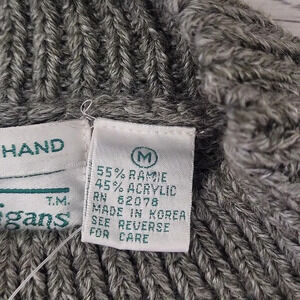 HAND
T.M.
igans
M
55% RAMIE
45% ACRYLIC
RN 62078
MADE IN KOREA
SEE REVERSE
FOR CARE